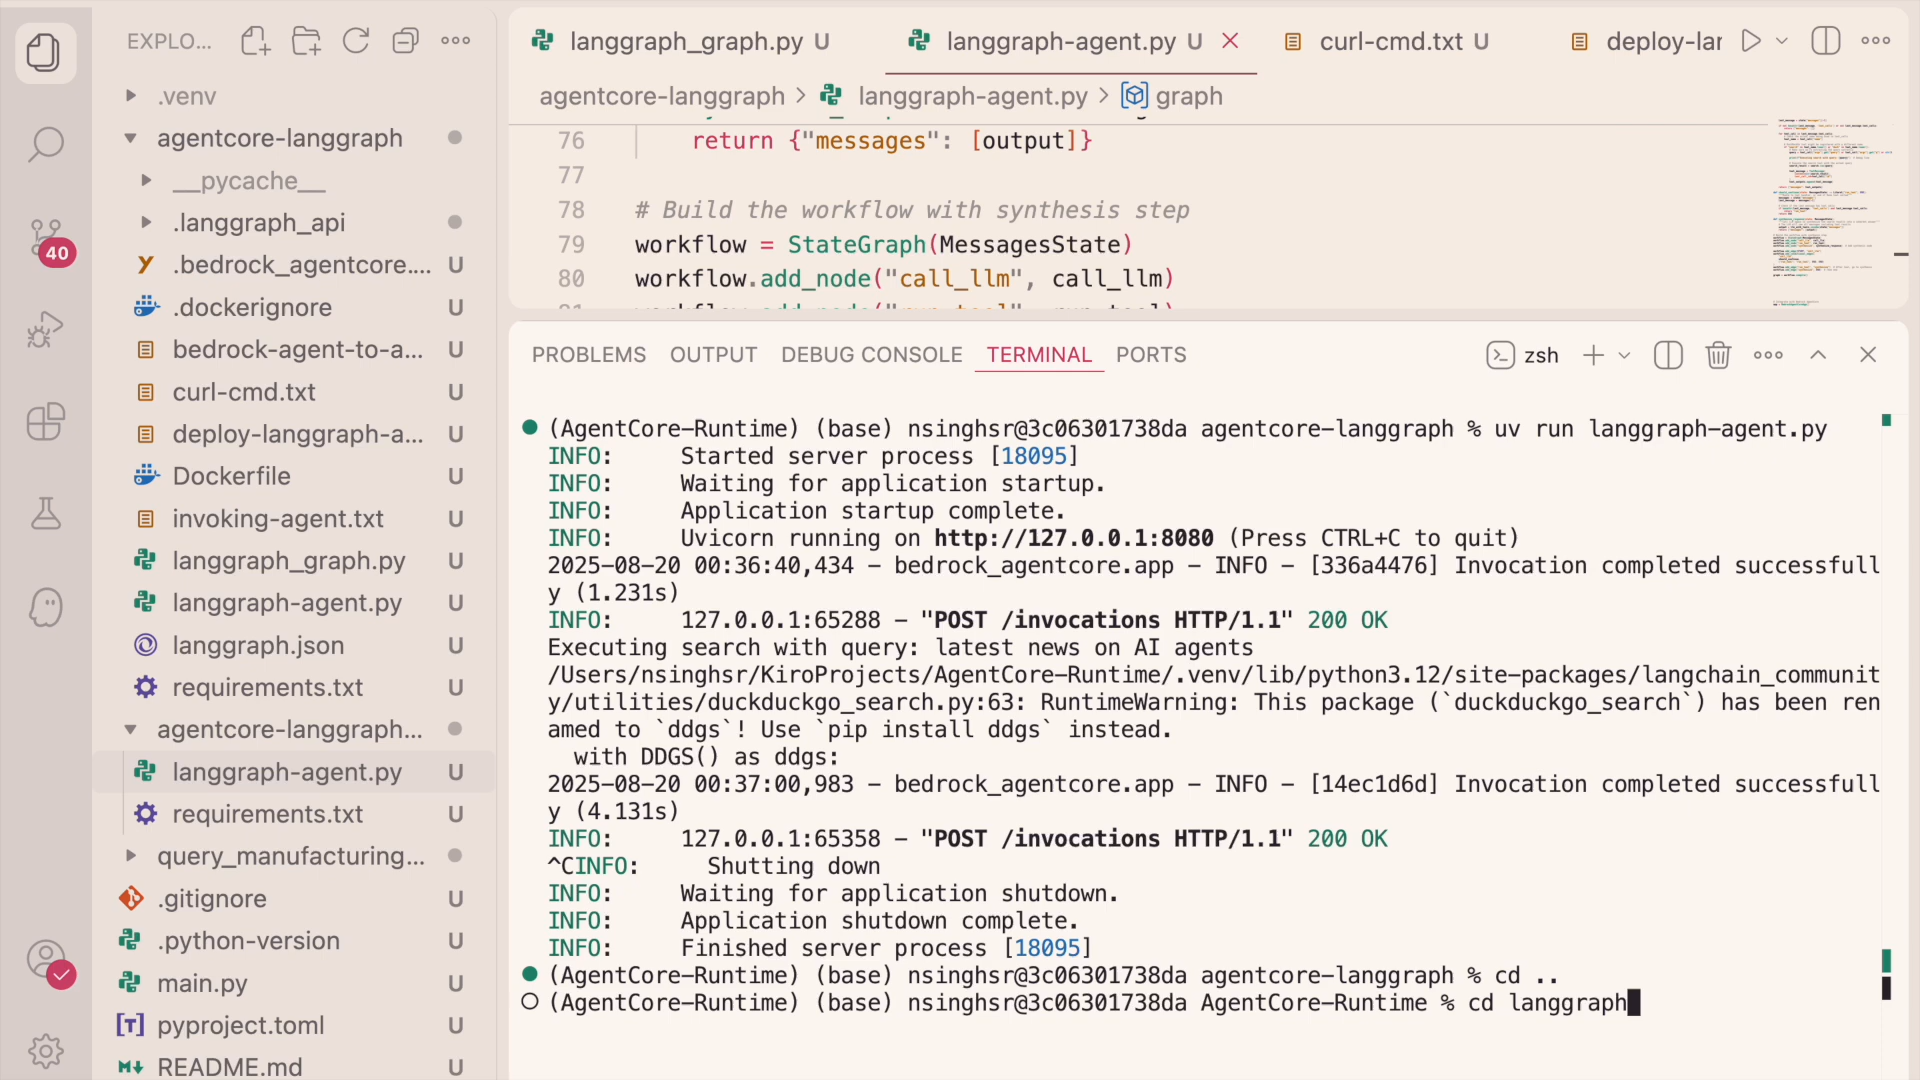 EXPLO...
.venv
agentcore-langgraph
__pycache__
.langgraph_api
.bedrock_agentcore.... U
.dockerignore U
bedrock-agent-to-a... U
curl-cmd.txt U
deploy-langgraph-a... U
Dockerfile U
invoking-agent.txt U
langgraph_graph.py U
langgraph-agent.py U
langgraph.json U
requirements.txt U
agentcore-langgraph...
langgraph-agent.py U
requirements.txt U
query_manufacturing...
.gitignore U
.python-version U
main.py U
pyproject.toml U
README.md U
40
langgraph_graph.py U langgraph-agent.py U curl-cmd.txt U deploy-lar
agentcore-langgraph > langgraph-agent.py > graph
76 return {"messages": [output]}
77
78 # Build the workflow with synthesis step
79 workflow = StateGraph(MessagesState)
80 workflow.add_node("call_llm", call_llm)
PROBLEMS OUTPUT DEBUG CONSOLE TERMINAL PORTS zsh
(AgentCore-Runtime) (base) nsinghsr@3c06301738da agentcore-langgraph % uv run langgraph-agent.py
INFO: Started server process [18095]
INFO: Waiting for application startup.
INFO: Application startup complete.
INFO: Uvicorn running on http://127.0.0.1:8080 (Press CTRL+C to quit)
2025-08-20 00:36:40,434 - bedrock_agentcore.app - INFO - [336a4476] Invocation completed successfull
y (1.231s)
INFO: 127.0.0.1:65288 - "POST /invocations HTTP/1.1" 200 OK
Executing search with query: latest news on AI agents
/Users/nsinghsr/KiroProjects/AgentCore-Runtime/.venv/lib/python3.12/site-packages/langchain_communit
y/utilities/duckduckgo_search.py:63: RuntimeWarning: This package (`duckduckgo_search`) has been ren
amed to `ddgs`! Use `pip install ddgs` instead.
with DDGS() as ddgs:
2025-08-20 00:37:00,983 - bedrock_agentcore.app - INFO - [14ec1d6d] Invocation completed successfull
y (4.131s)
INFO: 127.0.0.1:65358 - "POST /invocations HTTP/1.1" 200 OK
^CINFO: Shutting down
INFO: Waiting for application shutdown.
INFO: Application shutdown complete.
INFO: Finished server process [18095]
(AgentCore-Runtime) (base) nsinghsr@3c06301738da agentcore-langgraph % cd ..
(AgentCore-Runtime) (base) nsinghsr@3c06301738da AgentCore-Runtime % cd langgraph